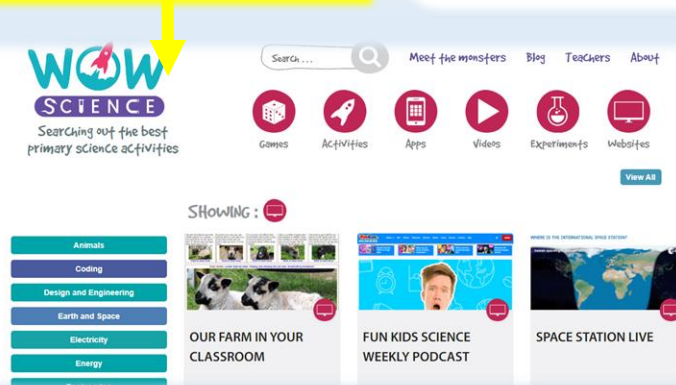 Search ...
Meet the monsters
Blog
Teachers
About
WOW
SCIENCE
Searching out the best
primary science activities
Games
Activities
Apps
Videos
Experiments
Websites
View All
SHOWING :
Animals
Coding
Design and Engineering
Earth and Space
Electricity
Energy
WHERE IS THE INTERNATIONAL SPACE STATION?
OUR FARM IN YOUR
CLASSROOM
FUN KIDS SCIENCE
WEEKLY PODCAST
SPACE STATION LIVE